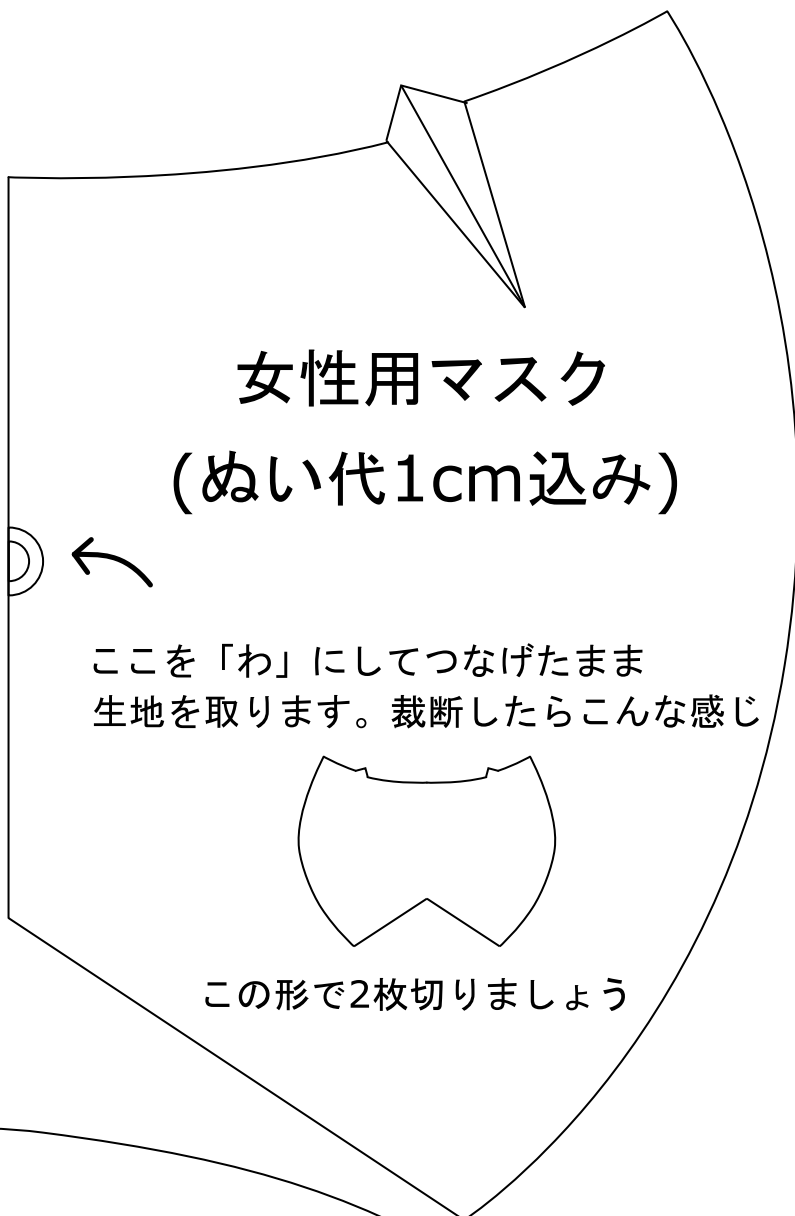 女性用マスク
(ぬい代1cm込み)
ここを「わ」にしてつなげたまま
生地を取ります。裁断したらこんな感じ
この形で2枚切りましょう